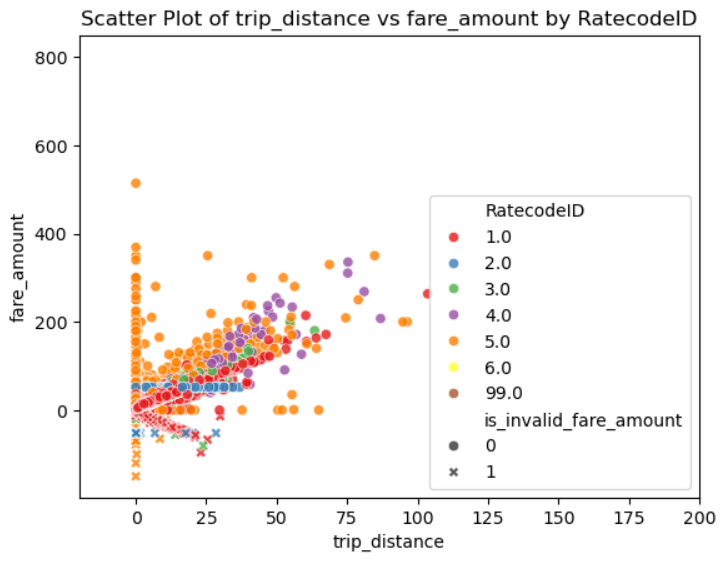 Scatter Plot of trip_distance vs fare_amount by RatecodeID
800
600
400
200
0
fare_amount
RatecodeID
1.0
2.0
3.0
4.0
5.0
6.0
99.0
is_invalid_fare_amount
0
1
0 25 50 75 100 125 150 175 200
trip_distance